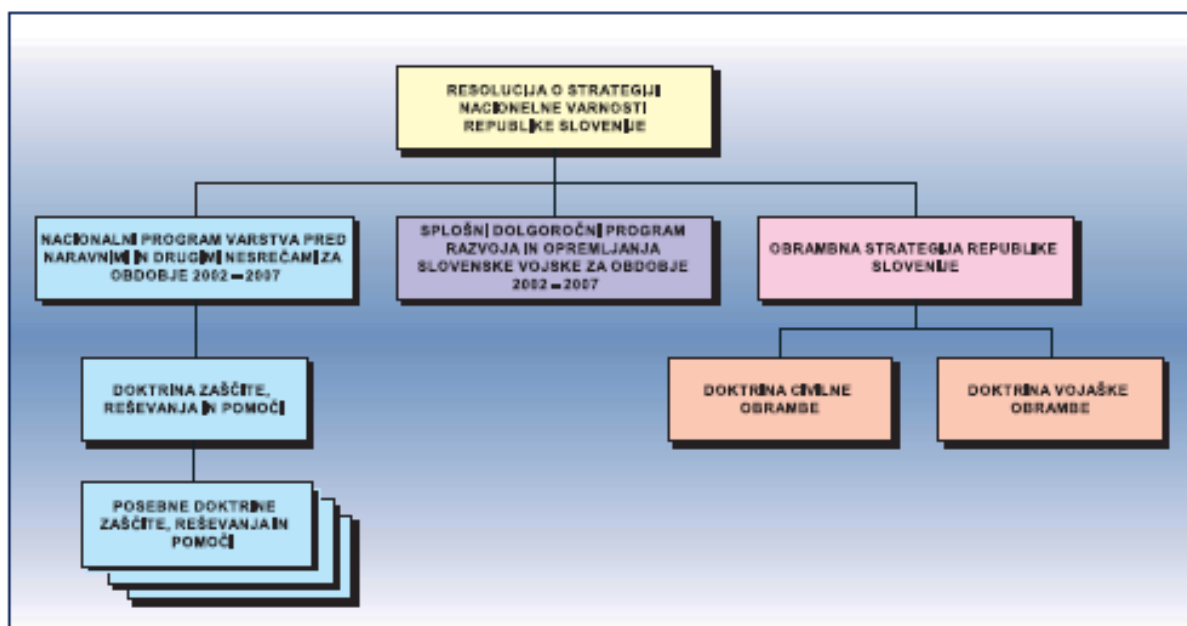 RESOLUCIJA O STRATEGIJI
NACIONELNE VARNOSTI
REPUBLIKE SLOVENIJE
NACIONALNI PROGRAM VARSTVA PRED
NARAVNIMI IN DRUGIMI NESREČAMI ZA
OBDOBJE 2002 – 2007
SPLOŠNI DOLGOROČNI PROGRAM
RAZVOJA IN OPREMLJANJA
SLOVENSKE VOJSKE ZA OBDOBJE
2002 – 2007
OBRAMBNA STRATEGIJA REPUBLIKE
SLOVENIJE
DOKTRINA ZAŠČITE,
REŠEVANJA IN POMOČI
DOKTRINA CIVILNE
OBRAMBE
DOKTRINA VOJAŠKE
OBRAMBE
POSEBNE DOKTRINE
ZAŠČITE, REŠEVANJA IN
POMOČI